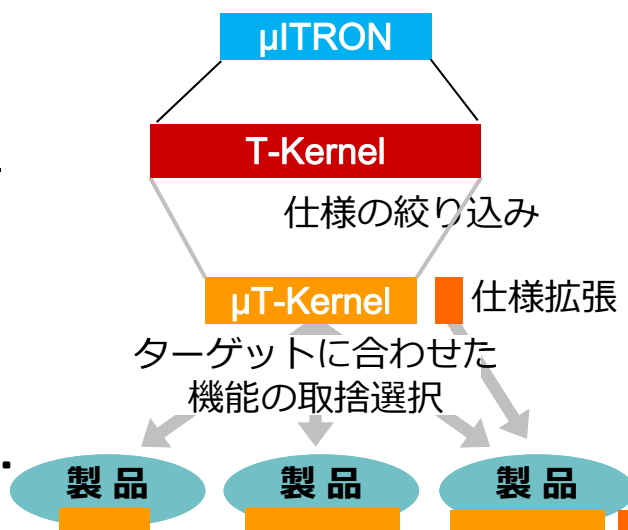 μITRON
T-Kernel
仕様の絞り込み
μT-Kernel
仕様拡張
ターゲットに合わせた
機能の取捨選択
製品
製品
製品